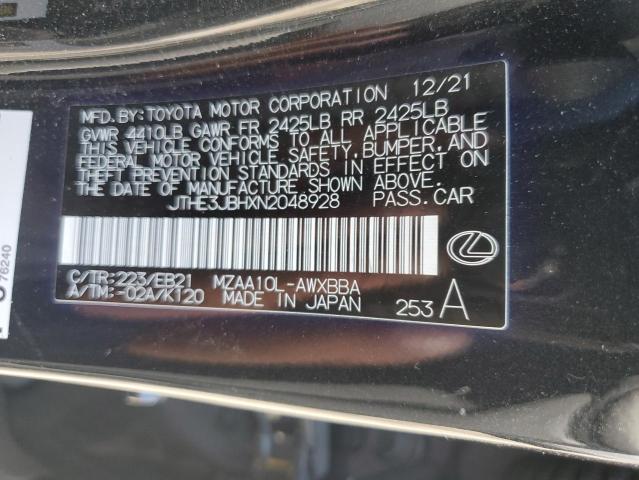 MFD. BY: TOYOTA MOTOR CORPORATION 12/21
GVWR 4410LB GAWR FR 2425LB RR 2425LB
THIS VEHICLE CONFORMS TO ALL APPLICABLE
FEDERAL MOTOR VEHICLE SAFETY, BUMPER, AND
THEFT PREVENTION STANDARDS IN EFFECT ON
THE DATE OF MANUFACTURE SHOWN ABOVE.
JTHE3JBHXN2048928 PASS. CAR
C/TR: 223/EB21 MZAA10L-AWXBBA
A/TM: -02A/K120 MADE IN JAPAN 253 A
76240